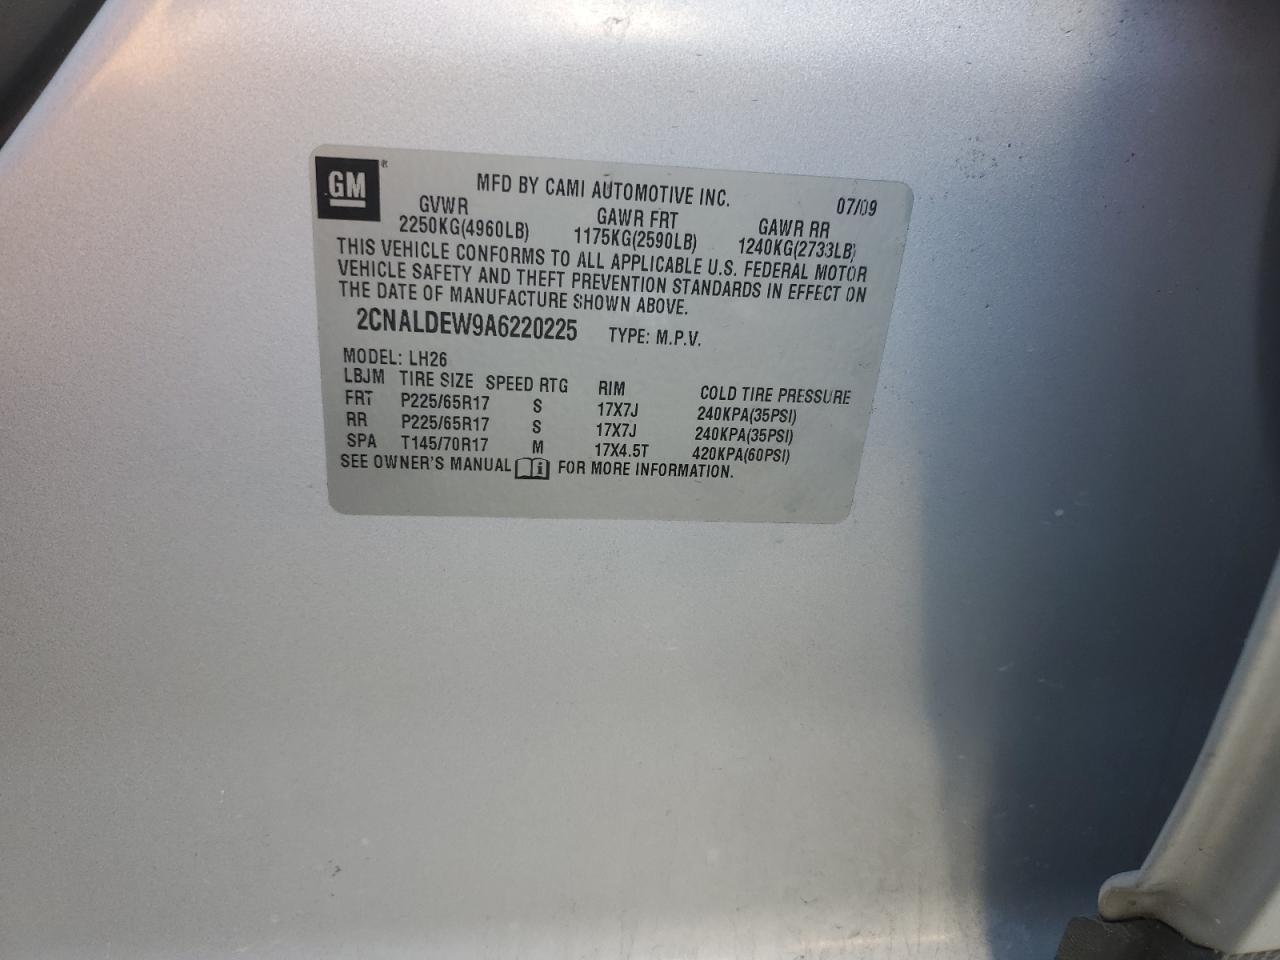 GM ®
MFD BY CAMI AUTOMOTIVE INC. 07/09
GVWR GAWR FRT GAWR RR
2250KG(4960LB) 1175KG(2590LB) 1240KG(2733LB)
THIS VEHICLE CONFORMS TO ALL APPLICABLE U.S. FEDERAL MOTOR
VEHICLE SAFETY AND THEFT PREVENTION STANDARDS IN EFFECT ON
THE DATE OF MANUFACTURE SHOWN ABOVE.
2CNALDEW9A6220225 TYPE: M.P.V.
MODEL: LH26
LBJM TIRE SIZE SPEED RTG RIM COLD TIRE PRESSURE
FRT P225/65R17 S 17X7J 240KPA(35PSI)
RR P225/65R17 S 17X7J 240KPA(35PSI)
SPA T145/70R17 M 17X4.5T 420KPA(60PSI)
SEE OWNER'S MANUAL i FOR MORE INFORMATION.